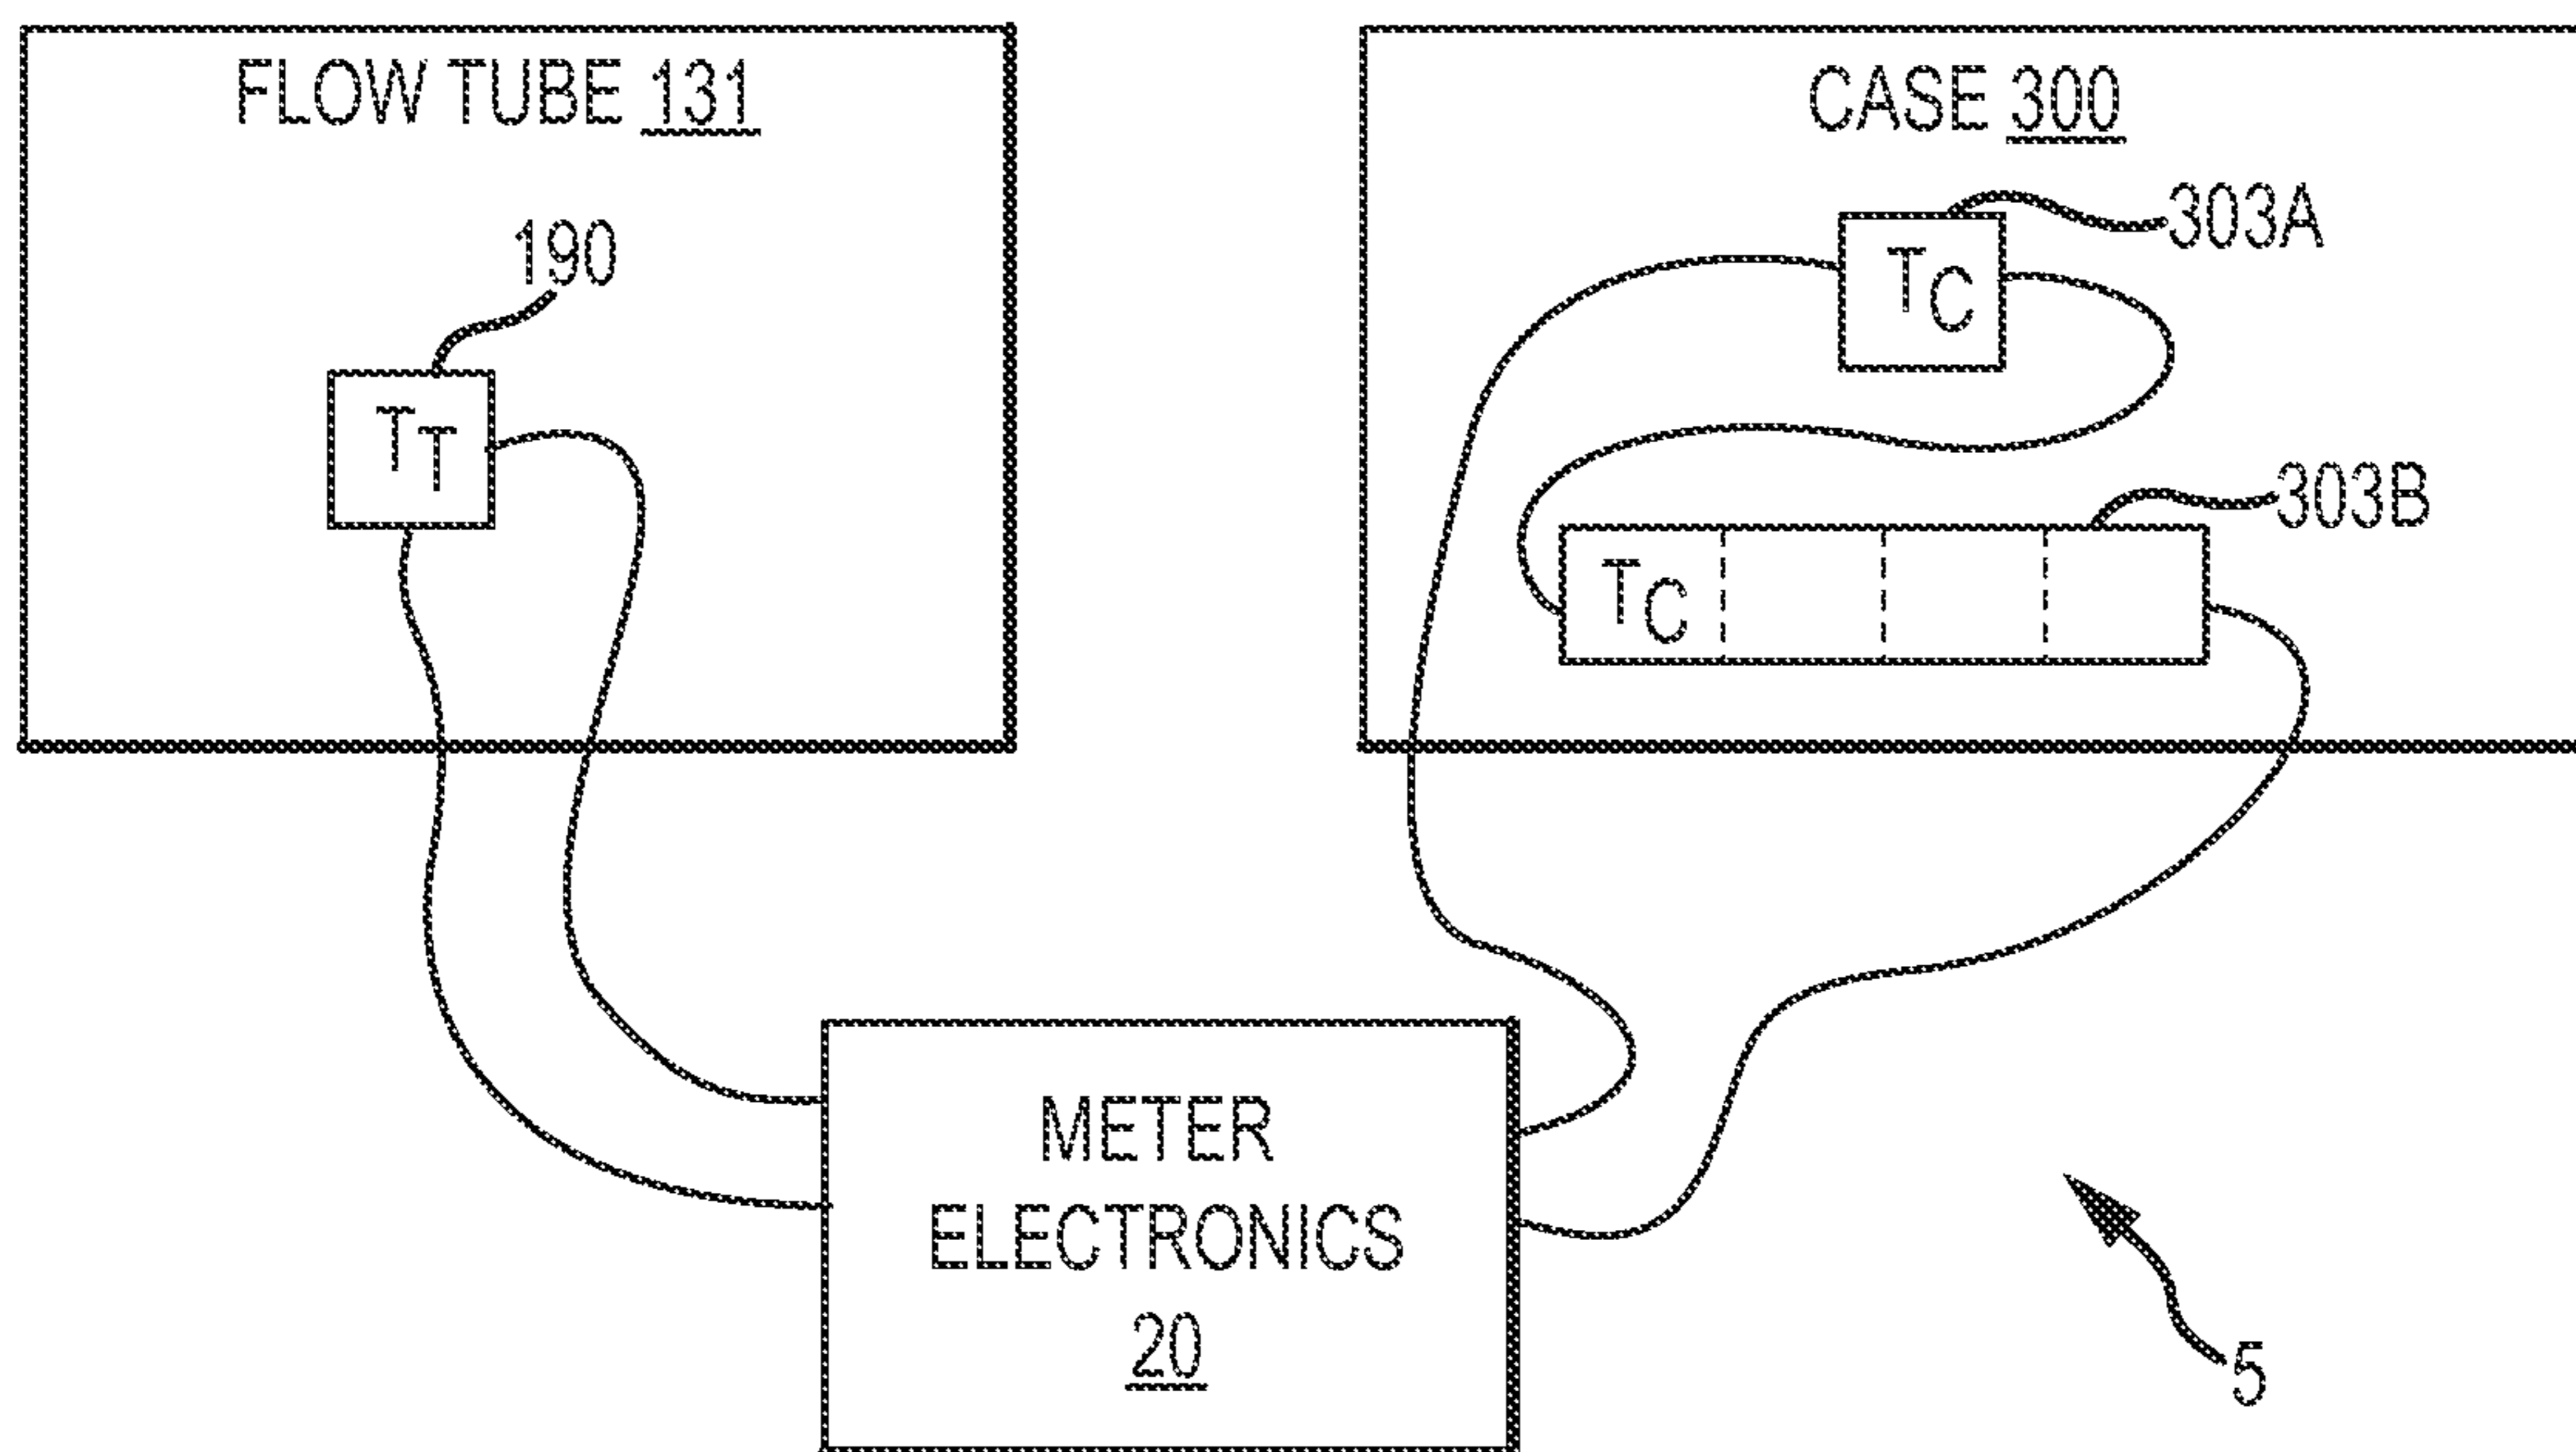 FLOW TUBE 131
190
TT
CASE 300
303A
TC
303B
TC
METER
ELECTRONICS
20
5